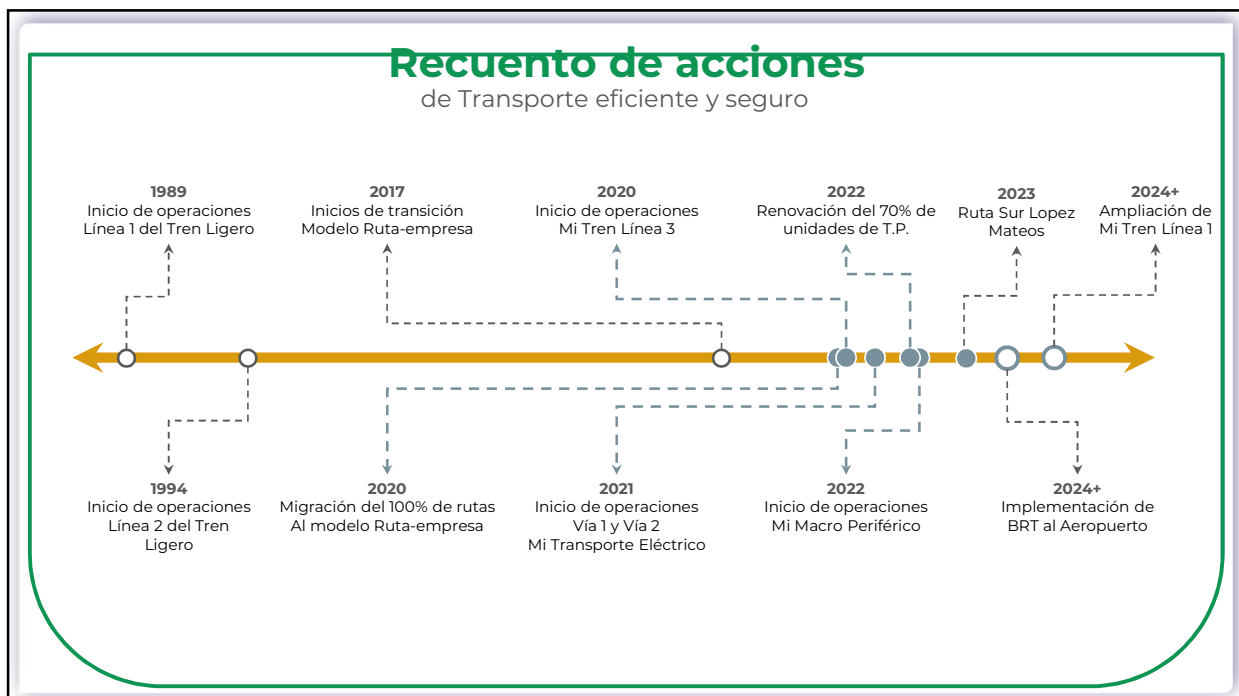 Recuento de acciones
de Transporte eficiente y seguro
1989
Inicio de operaciones
Línea 1 del Tren Ligero
2017
Inicios de transición
Modelo Ruta-empresa
2020
Inicio de operaciones
Mi Tren Línea 3
2022
Renovación del 70% de
unidades de T.P.
2023
Ruta Sur Lopez
Mateos
2024+
Ampliación de
Mi Tren Línea 1
1994
Inicio de operaciones
Línea 2 del Tren
Ligero
2020
Migración del 100% de rutas
Al modelo Ruta-empresa
2021
Inicio de operaciones
Vía 1 y Vía 2
Mi Transporte Eléctrico
2022
Inicio de operaciones
Mi Macro Periférico
2024+
Implementación de
BRT al Aeropuerto